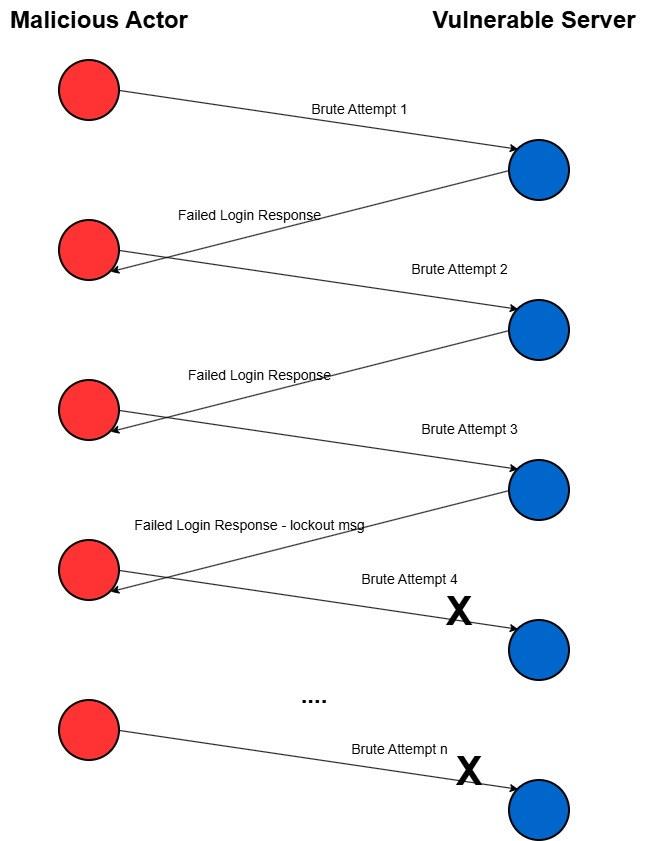 Malicious Actor
Vulnerable Server
Brute Attempt 1
Failed Login Response
Brute Attempt 2
Failed Login Response
Brute Attempt 3
Failed Login Response - lockout msg
Brute Attempt 4
X
....
Brute Attempt n
X